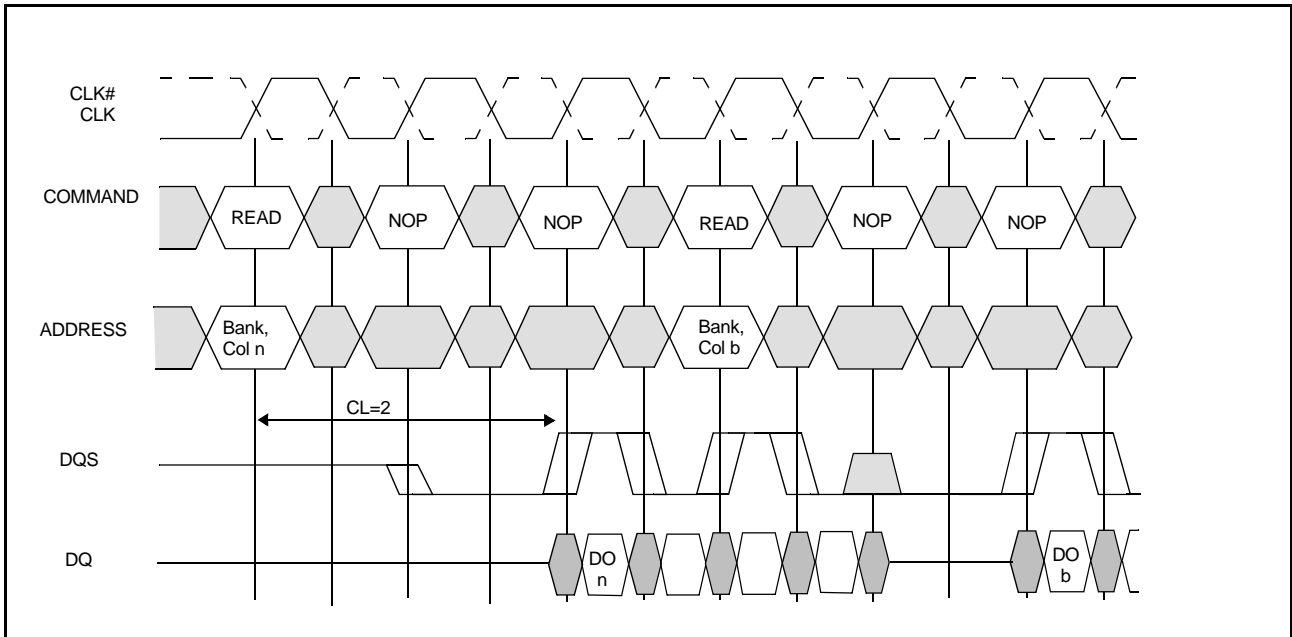 CLK#
CLK
COMMAND
READ
NOP
NOP
READ
NOP
NOP
ADDRESS
Bank,
Col n
Bank,
Col b
CL=2
DQS
DQ
DO
n
DO
b